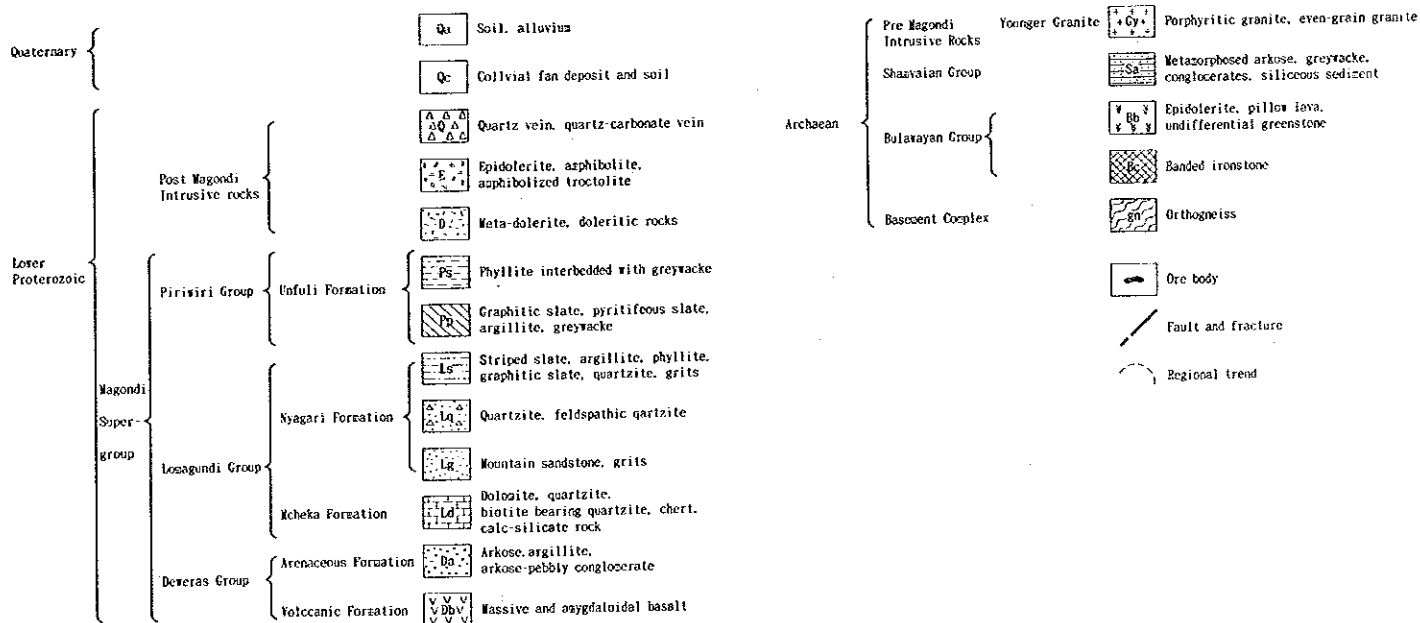 Quaternary
Qa Soil, alluvium
Qc Collvial fan deposit and soil
Lower
Proterozoic
Post Magondi
Intrusive rocks
Q Quartz vein, quartz-carbonate vein
E Epidolerite, amphibolite,
amphibolized troctolite
D Meta-dolerite, doleritic rocks
Magondi
Super-
group
Piriwiri Group
Unfuli Formation
Ps Phyllite interbedded with greywacke
Pp Graphitic slate, pyritifeous slate,
argillite, greywacke
Lomagundi Group
Nyagari Formation
Ls Striped slate, argillite, phyllite,
graphitic slate, quartzite, grits
Lq Quartzite, feldspathic qartzite
Lg Mountain sandstone, grits
Mcheka Formation
Ld Dolomite, quartzite,
biotite bearing quartzite, chert,
calc-silicate rock
Deweras Group
Arenaceous Formation
Da Arkose, argillite,
arkose-pebbly conglomerate
Volccanic Formation
Db Massive and amygdaloidal basalt
Archaean
Pre Magondi
Intrusive Rocks
Younger Granite
Gy Porphyritic granite, even-grain granite
Shamvaian Group
Sa Metamorphosed arkose, greywacke,
conglomerates, siliceous sediment
Bulawayan Group
Bb Epidolerite, pillow lava,
undifferential greenstone
Bc Banded ironstone
Basement Complex
gn Orthogneiss
Ore body
Fault and fracture
Regional trend